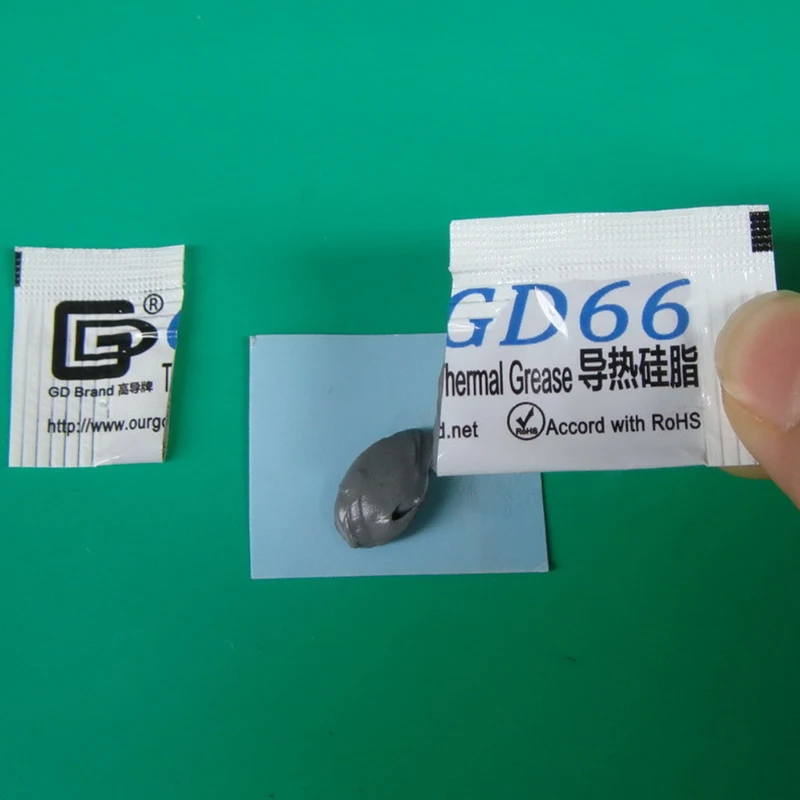 GD ®
GD Brand 高导牌
http://www.ourg
GD66
hermal Grease 导热硅脂
d.net
RoHS
Accord with RoHS